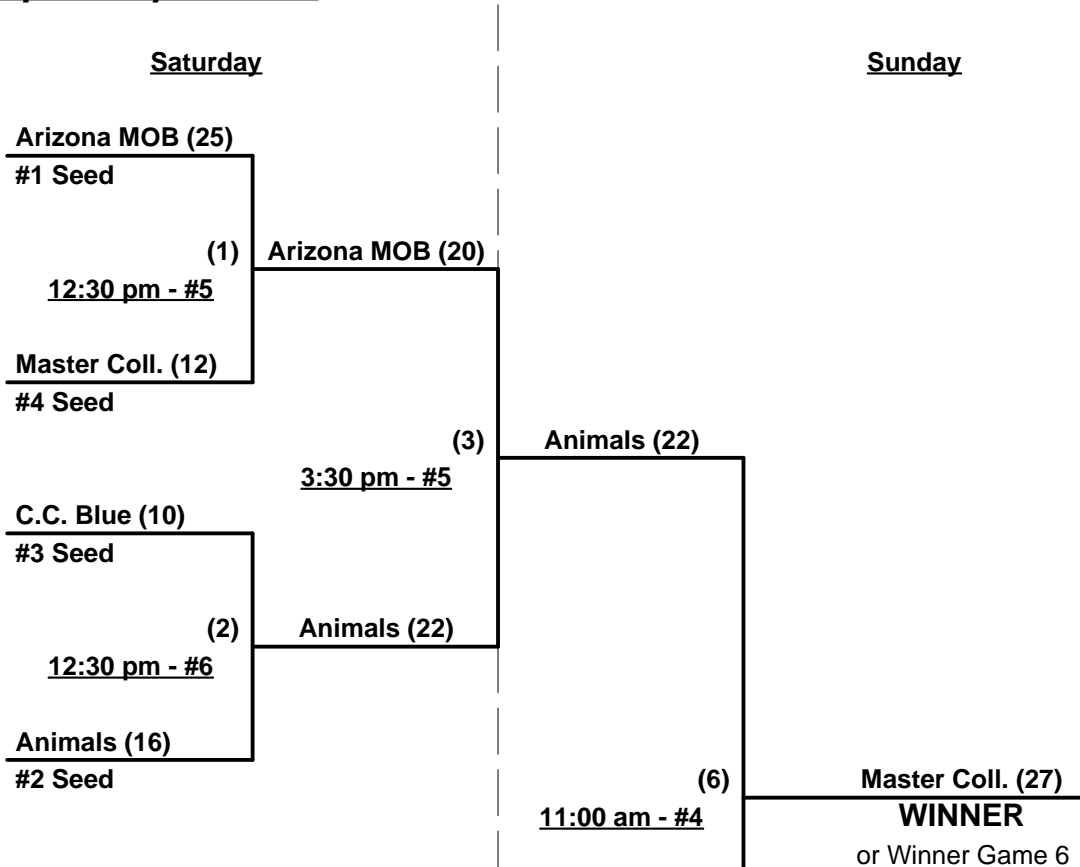 Saturday
Sunday
Arizona MOB (25)
#1 Seed
(1)
Arizona MOB (20)
12:30 pm - #5
Master Coll. (12)
#4 Seed
(3)
Animals (22)
3:30 pm - #5
C.C. Blue (10)
#3 Seed
(2)
Animals (22)
12:30 pm - #6
Animals (16)
#2 Seed
(6)
Master Coll. (27)
11:00 am - #4
WINNER
or Winner Game 6